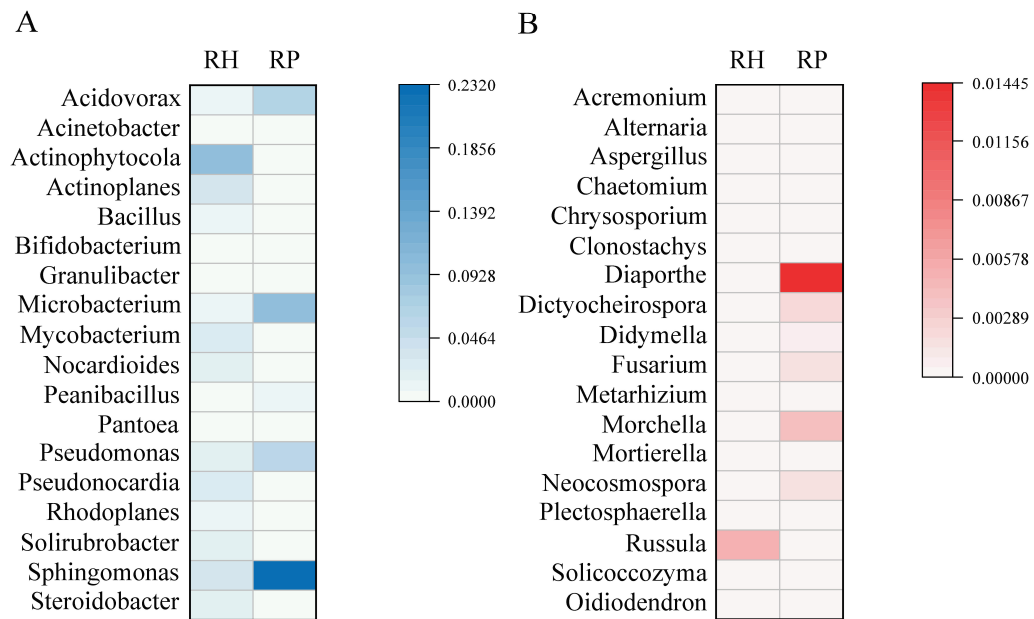 A
RH RP
Acidovorax
Acinetobacter
Actinophytocola
Actinoplanes
Bacillus
Bifidobacterium
Granulibacter
Microbacterium
Mycobacterium
Nocardioides
Peanibacillus
Pantoea
Pseudomonas
Pseudonocardia
Rhodoplanes
Solirubrobacter
Sphingomonas
Steroidobacter
0.2320
0.1856
0.1392
0.0928
0.0464
0.0000
B
RH RP
Acremonium
Alternaria
Aspergillus
Chaetomium
Chrysosporium
Clonostachys
Diaporthe
Dictyocheirospora
Didymella
Fusarium
Metarhizium
Morchella
Mortierella
Neocosmospora
Plectosphaerella
Russula
Solicoccozyma
Oidiodendron
0.01445
0.01156
0.00867
0.00578
0.00289
0.00000